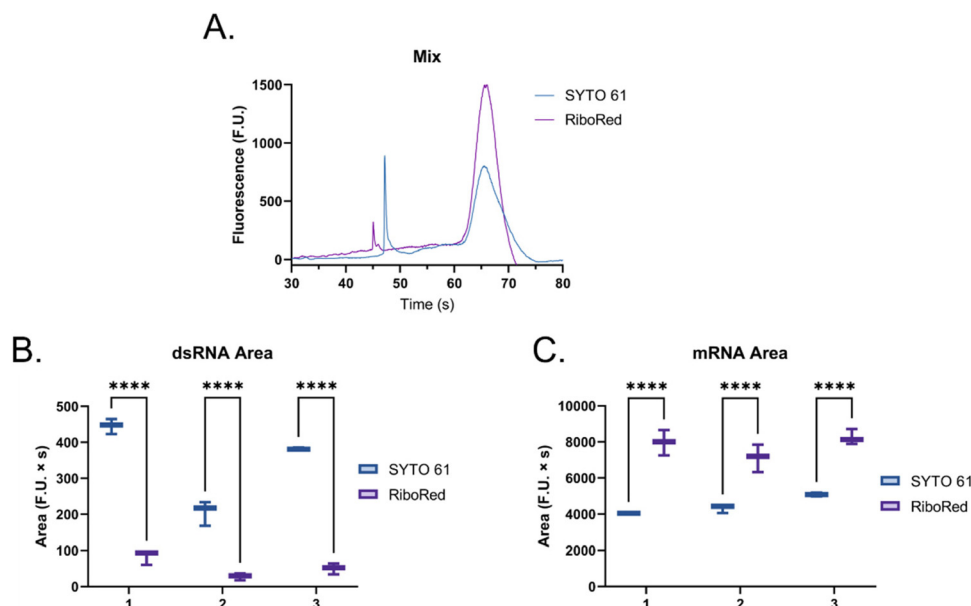 A.
Mix
Fluorescence (F.U.)
1500
1000
500
0
30 40 50 60 70 80
Time (s)
SYTO 61
RiboRed
B.
dsRNA Area
**** **** ****
Area (F.U. × s)
500
400
300
200
100
0
1 2 3
SYTO 61
RiboRed
C.
mRNA Area
**** **** ****
Area (F.U. × s)
10000
8000
6000
4000
2000
0
1 2 3
SYTO 61
RiboRed